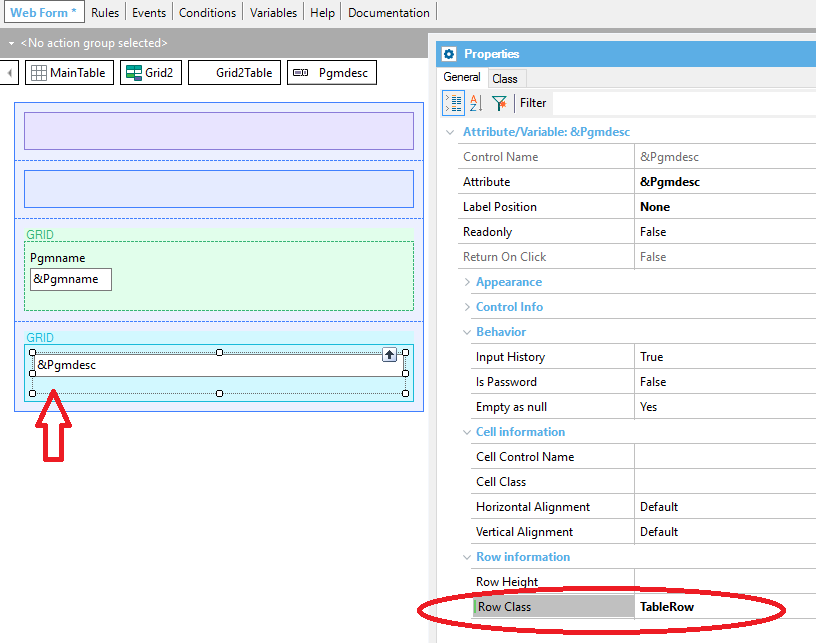 Web Form *
Rules
Events
Conditions
Variables
Help
Documentation
<No action group selected>
MainTable
Grid2
Grid2Table
Pgmdesc
GRID
Pgmname
&Pgmname
GRID
&Pgmdesc
Properties
General
Class
Filter
Attribute/Variable: &Pgmdesc
Control Name &Pgmdesc
Attribute &Pgmdesc
Label Position None
Readonly False
Return On Click False
Appearance
Control Info
Behavior
Input History True
Is Password False
Empty as null Yes
Cell information
Cell Control Name
Cell Class
Horizontal Alignment Default
Vertical Alignment Default
Row information
Row Height
Row Class TableRow